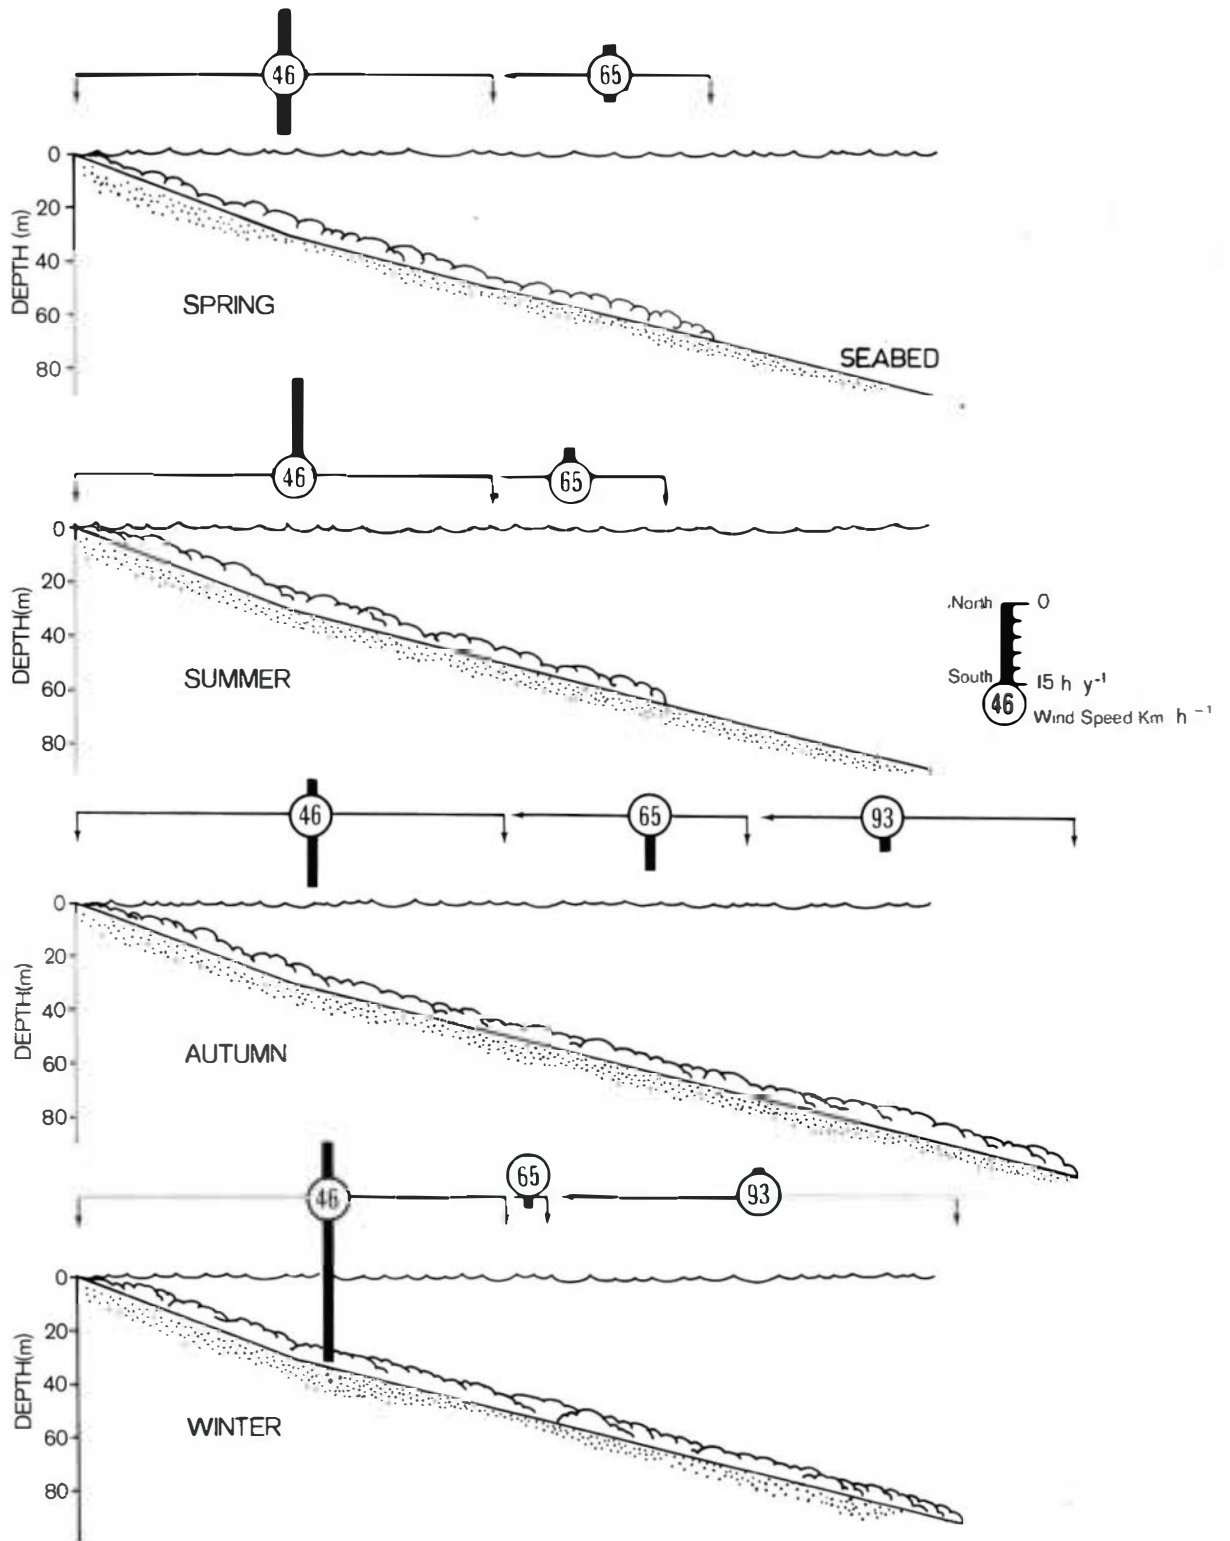 46
65
0
20
40
60
80
DEPTH (m)
SPRING
SEABED
46
65
0
20
40
60
80
DEPTH(m)
SUMMER
North
0
South
15 h y⁻¹
46
Wind Speed Km h⁻¹
46
65
93
0
20
40
60
80
DEPTH(m)
AUTUMN
46
65
93
0
20
40
60
80
DEPTH(m)
WINTER